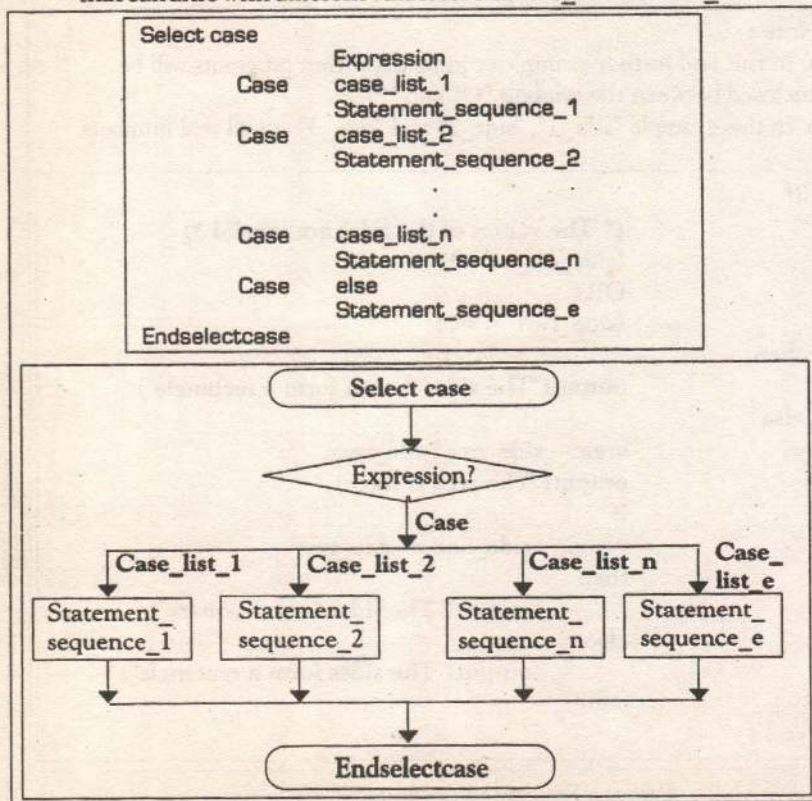 Select case
Expression
Case case_list_1
Statement_sequence_1
Case case_list_2
Statement_sequence_2
.
.
.
Case case_list_n
Statement_sequence_n
Case else
Statement_sequence_e
Endselectcase
Select case
Expression?
Case
Case_list_1 Case_list_2 Case_list_n Case_
list_e
Statement_ Statement_ Statement_ Statement_
sequence_1 sequence_2 sequence_n sequence_e
Endselectcase